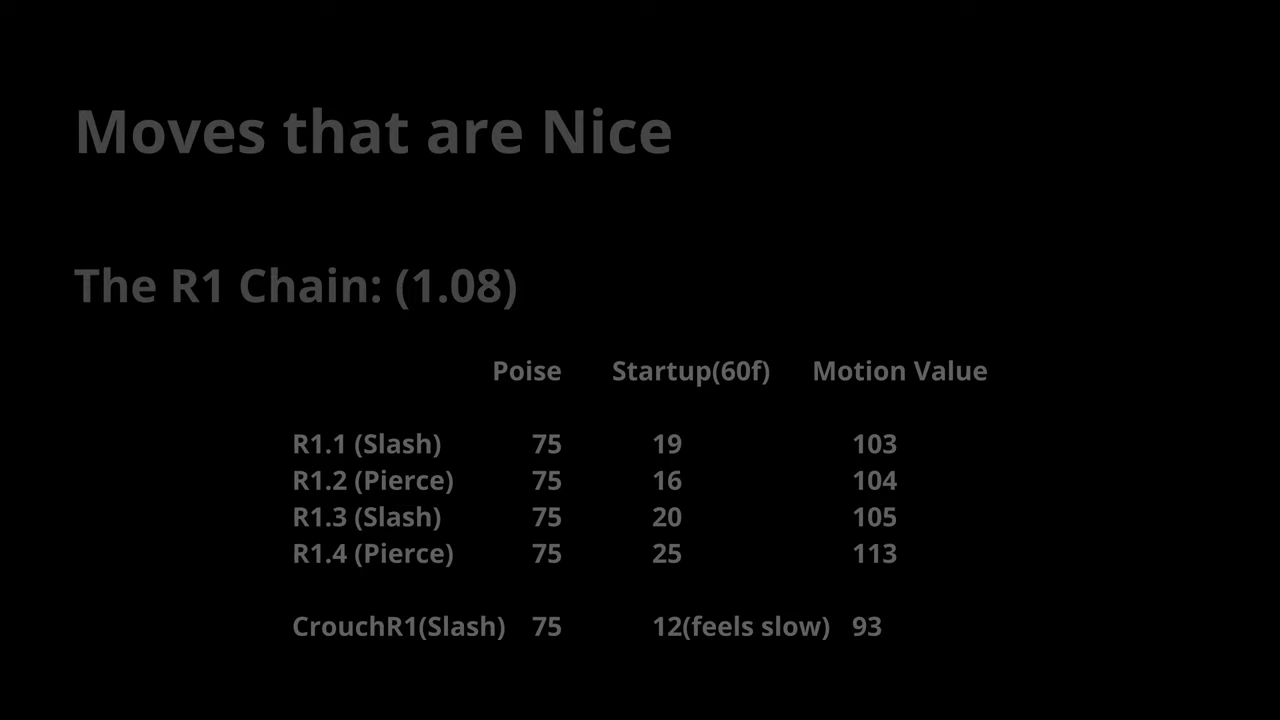 Moves that are Nice
The R1 Chain: (1.08)
Poise Startup(60f) Motion Value
R1.1 (Slash) 75 19 103
R1.2 (Pierce) 75 16 104
R1.3 (Slash) 75 20 105
R1.4 (Pierce) 75 25 113
CrouchR1(Slash) 75 12(feels slow) 93